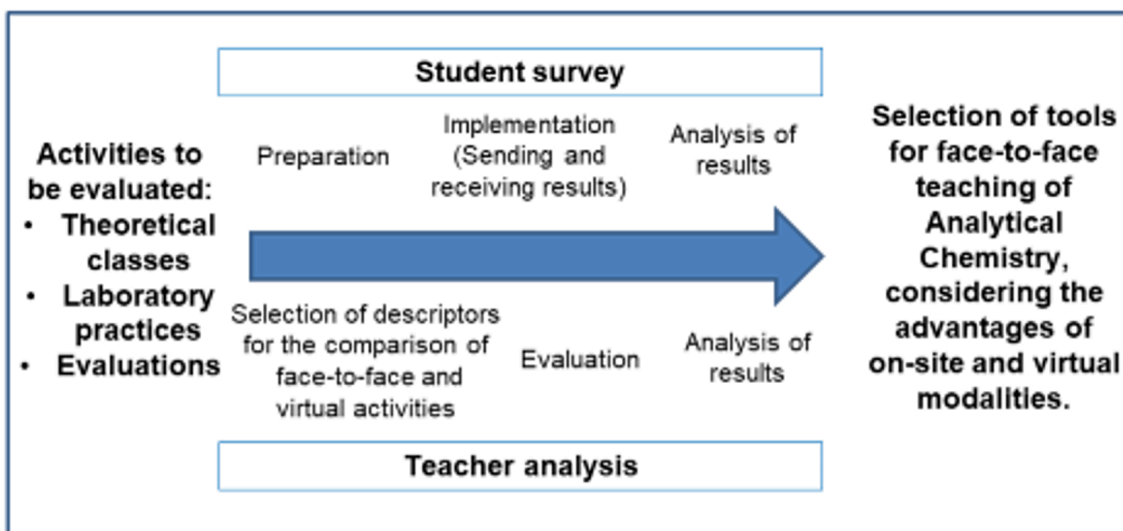 Student survey
Activities to
be evaluated:
• Theoretical
classes
• Laboratory
practices
• Evaluations
Preparation
Implementation
(Sending and
receiving results)
Analysis of
results
Selection of descriptors
for the comparison of
face-to-face and
virtual activities
Evaluation
Analysis of
results
Teacher analysis
Selection of tools
for face-to-face
teaching of
Analytical
Chemistry,
considering the
advantages of
on-site and virtual
modalities.